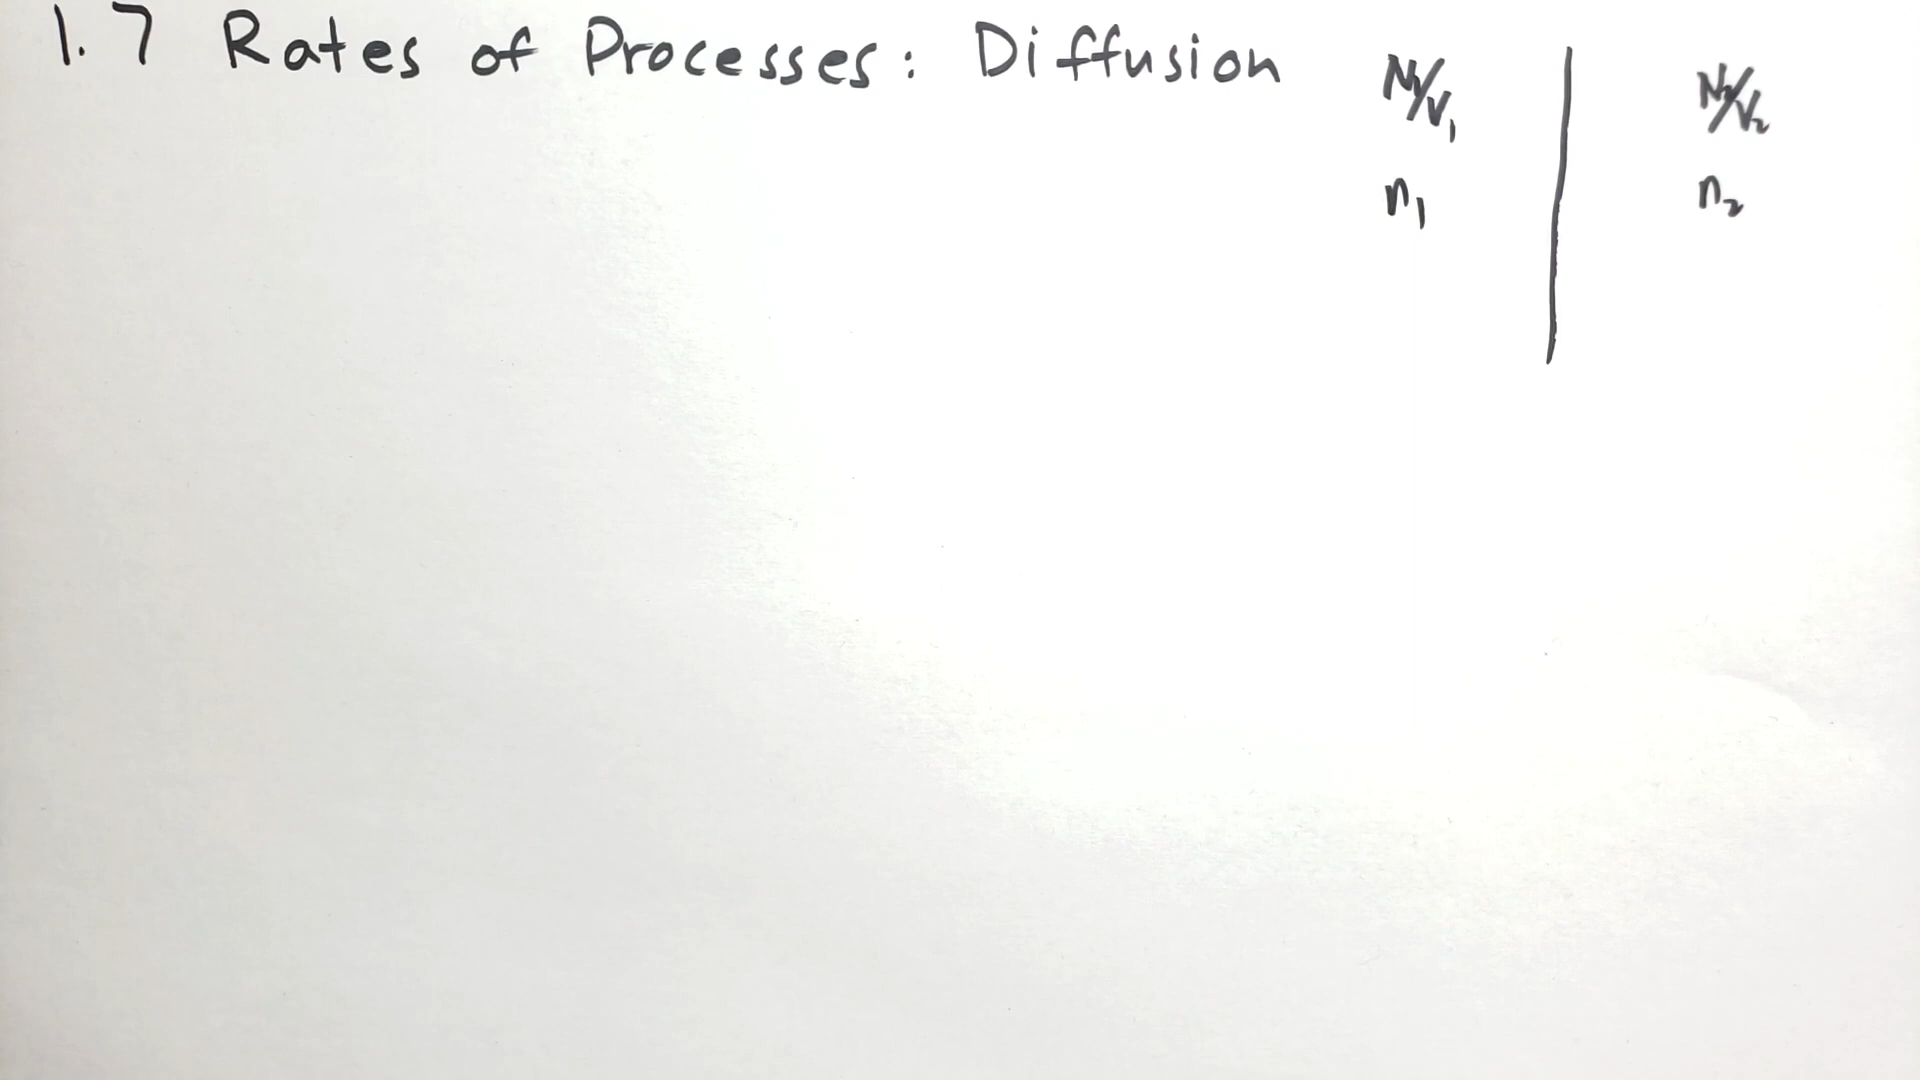 1.7 Rates of Processes: Diffusion
N/V₁ N/V₂
n₁ n₂